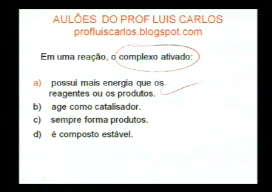 AULÕES DO PROF LUIS CARLOS
profluiscarlos.blogspot.com
Em uma reação, o complexo ativado:
a) possui mais energia que os
reagentes ou os produtos.
b) age como catalisador.
c) sempre forma produtos.
d) é composto estável.